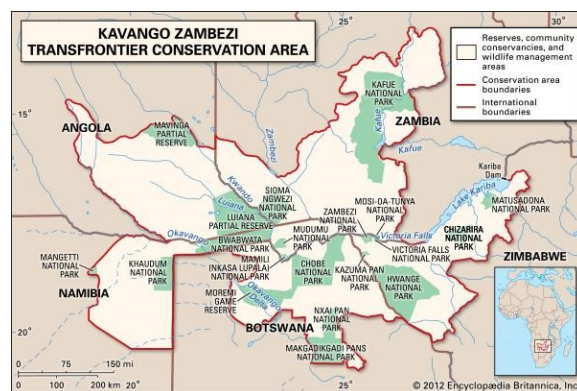 KAVANGO ZAMBEZI
TRANSFRONTIER CONSERVATION AREA
25°
Reserves, community
conservancies, and
wildlife management
areas
Conservation area
boundaries
International
boundaries
KAFUE
NATIONAL
PARK
ZAMBIA
Kafue
Kafue
15°
15°
ANGOLA
MAVINGA
PARTIAL
RESERVE
Zambezi
Kwando
Kariba
Dam
Lake Kariba
MATUSADONA
NATIONAL PARK
SIOMA
NGWEZI
NATIONAL
PARK
MOSI-OA-TUNYA
NATIONAL PARK
Luiana
LUIANA
PARTIAL RESERVE
ZAMBEZI
NATIONAL
PARK
Victoria Falls
CHIZARIRA
NATIONAL
PARK
Okavango
BWABWATA
NATIONAL PARK
MUDUMU
NATIONAL
PARK
VICTORIA FALLS
NATIONAL PARK
ZIMBABWE
MANGETTI
NATIONAL
PARK
KHAUDUM
NATIONAL
PARK
MAMILI
INKASA LUPALAI
NATIONAL PARK
CHOBE
NATIONAL
PARK
KAZUMA PAN
NATIONAL
PARK
HWANGE
NATIONAL
PARK
NAMIBIA
MOREMI
GAME
RESERVE
Okavango
Delta
BOTSWANA
NXAI PAN
NATIONAL
PARK
20°
20°
MAKGADIKGADI PANS
NATIONAL PARK
0 75 150 mi
0 100 200 km
25°
© 2012 Encyclopædia Britannica, Inc.